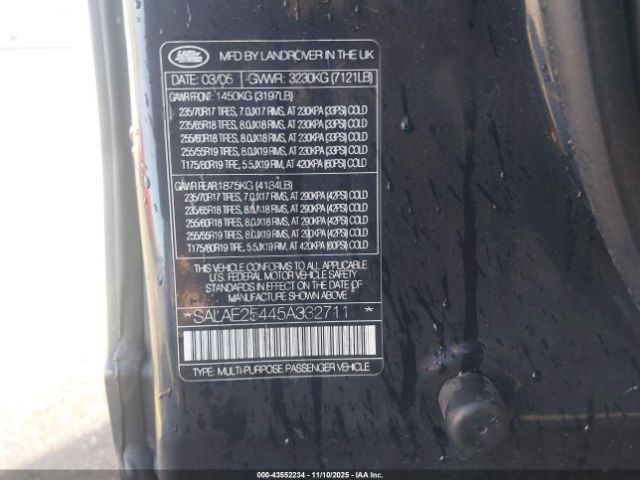 LAND ROVER
MFD BY LANDROVER IN THE UK
DATE: 03/05 GVWR: 3230KG (7121LB)
GAWR FRONT: 1450KG (3197LB)
235/70R17 TIRES, 7.0JX17 RIMS, AT 230KPA (33PSI) COLD
235/65R18 TIRES, 8.0JX18 RIMS, AT 230KPA (33PSI) COLD
255/60R18 TIRES, 8.0JX18 RIMS, AT 230KPA (33PSI) COLD
255/55R19 TIRES, 8.0JX19 RIMS, AT 230KPA (33PSI) COLD
T175/80R19 TIRE, 5.5JX19 RIM, AT 420KPA (60PSI) COLD
GAWR REAR: 1875KG (4134LB)
235/70R17 TIRES, 7.0JX17 RIMS, AT 290KPA (42PSI) COLD
235/65R18 TIRES, 8.0JX18 RIMS, AT 290KPA (42PSI) COLD
255/60R18 TIRES, 8.0JX18 RIMS, AT 290KPA (42PSI) COLD
255/55R19 TIRES, 8.0JX19 RIMS, AT 290KPA (42PSI) COLD
T175/80R19 TIRE, 5.5JX19 RIM, AT 420KPA (60PSI) COLD
THIS VEHICLE CONFORMS TO ALL APPLICABLE
U.S. FEDERAL MOTOR VEHICLE SAFETY
STANDARDS IN EFFECT ON THE DATE OF
MANUFACTURE SHOWN ABOVE
*SALAE25445A332711*
TYPE: MULTI-PURPOSE PASSENGER VEHICLE
000-43552234 - 11/10/2025 - IAAI.COM